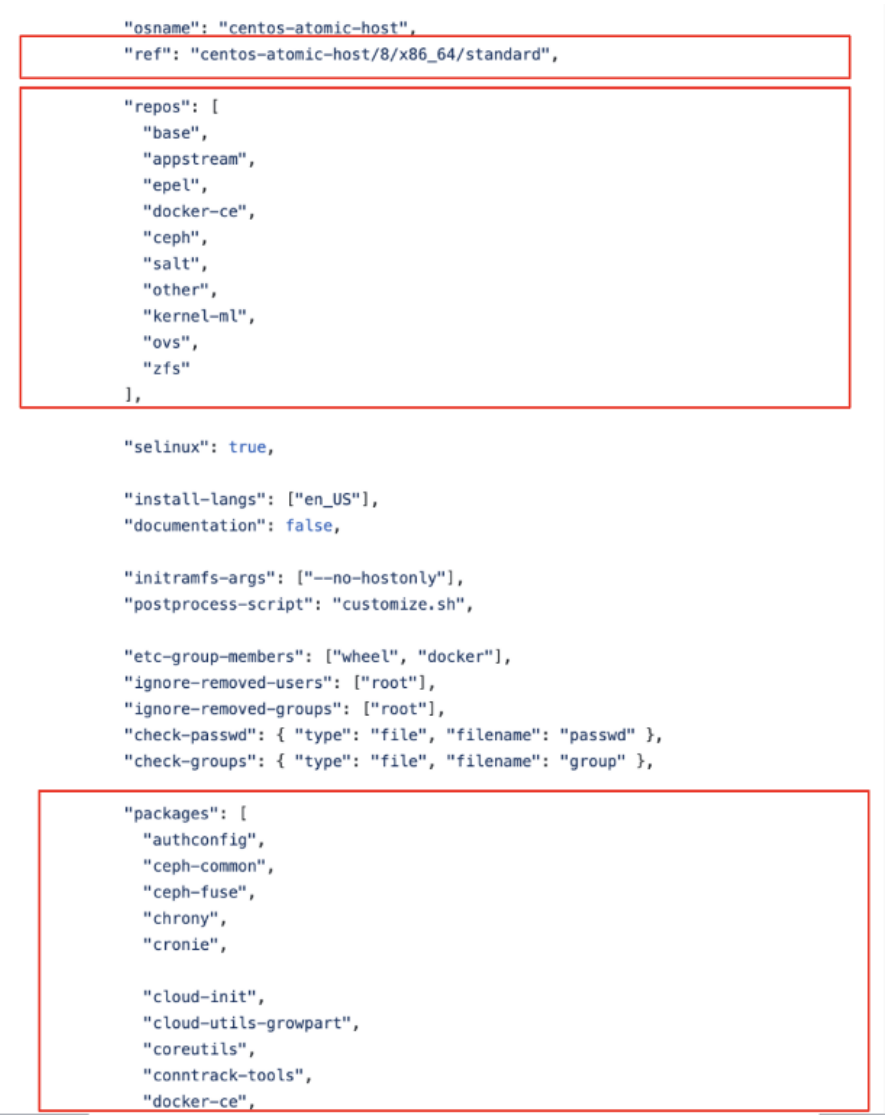 "osname": "centos-atomic-host",
"ref": "centos-atomic-host/8/x86_64/standard",
"repos": [
"base",
"appstream",
"epel",
"docker-ce",
"ceph",
"salt",
"other",
"kernel-ml",
"ovs",
"zfs"
],
"selinux": true,
"install-langs": ["en_US"],
"documentation": false,
"initramfs-args": ["--no-hostonly"],
"postprocess-script": "customize.sh",
"etc-group-members": ["wheel", "docker"],
"ignore-removed-users": ["root"],
"ignore-removed-groups": ["root"],
"check-passwd": { "type": "file", "filename": "passwd" },
"check-groups": { "type": "file", "filename": "group" },
"packages": [
"authconfig",
"ceph-common",
"ceph-fuse",
"chrony",
"cronie",
"cloud-init",
"cloud-utils-growpart",
"coreutils",
"conntrack-tools",
"docker-ce",